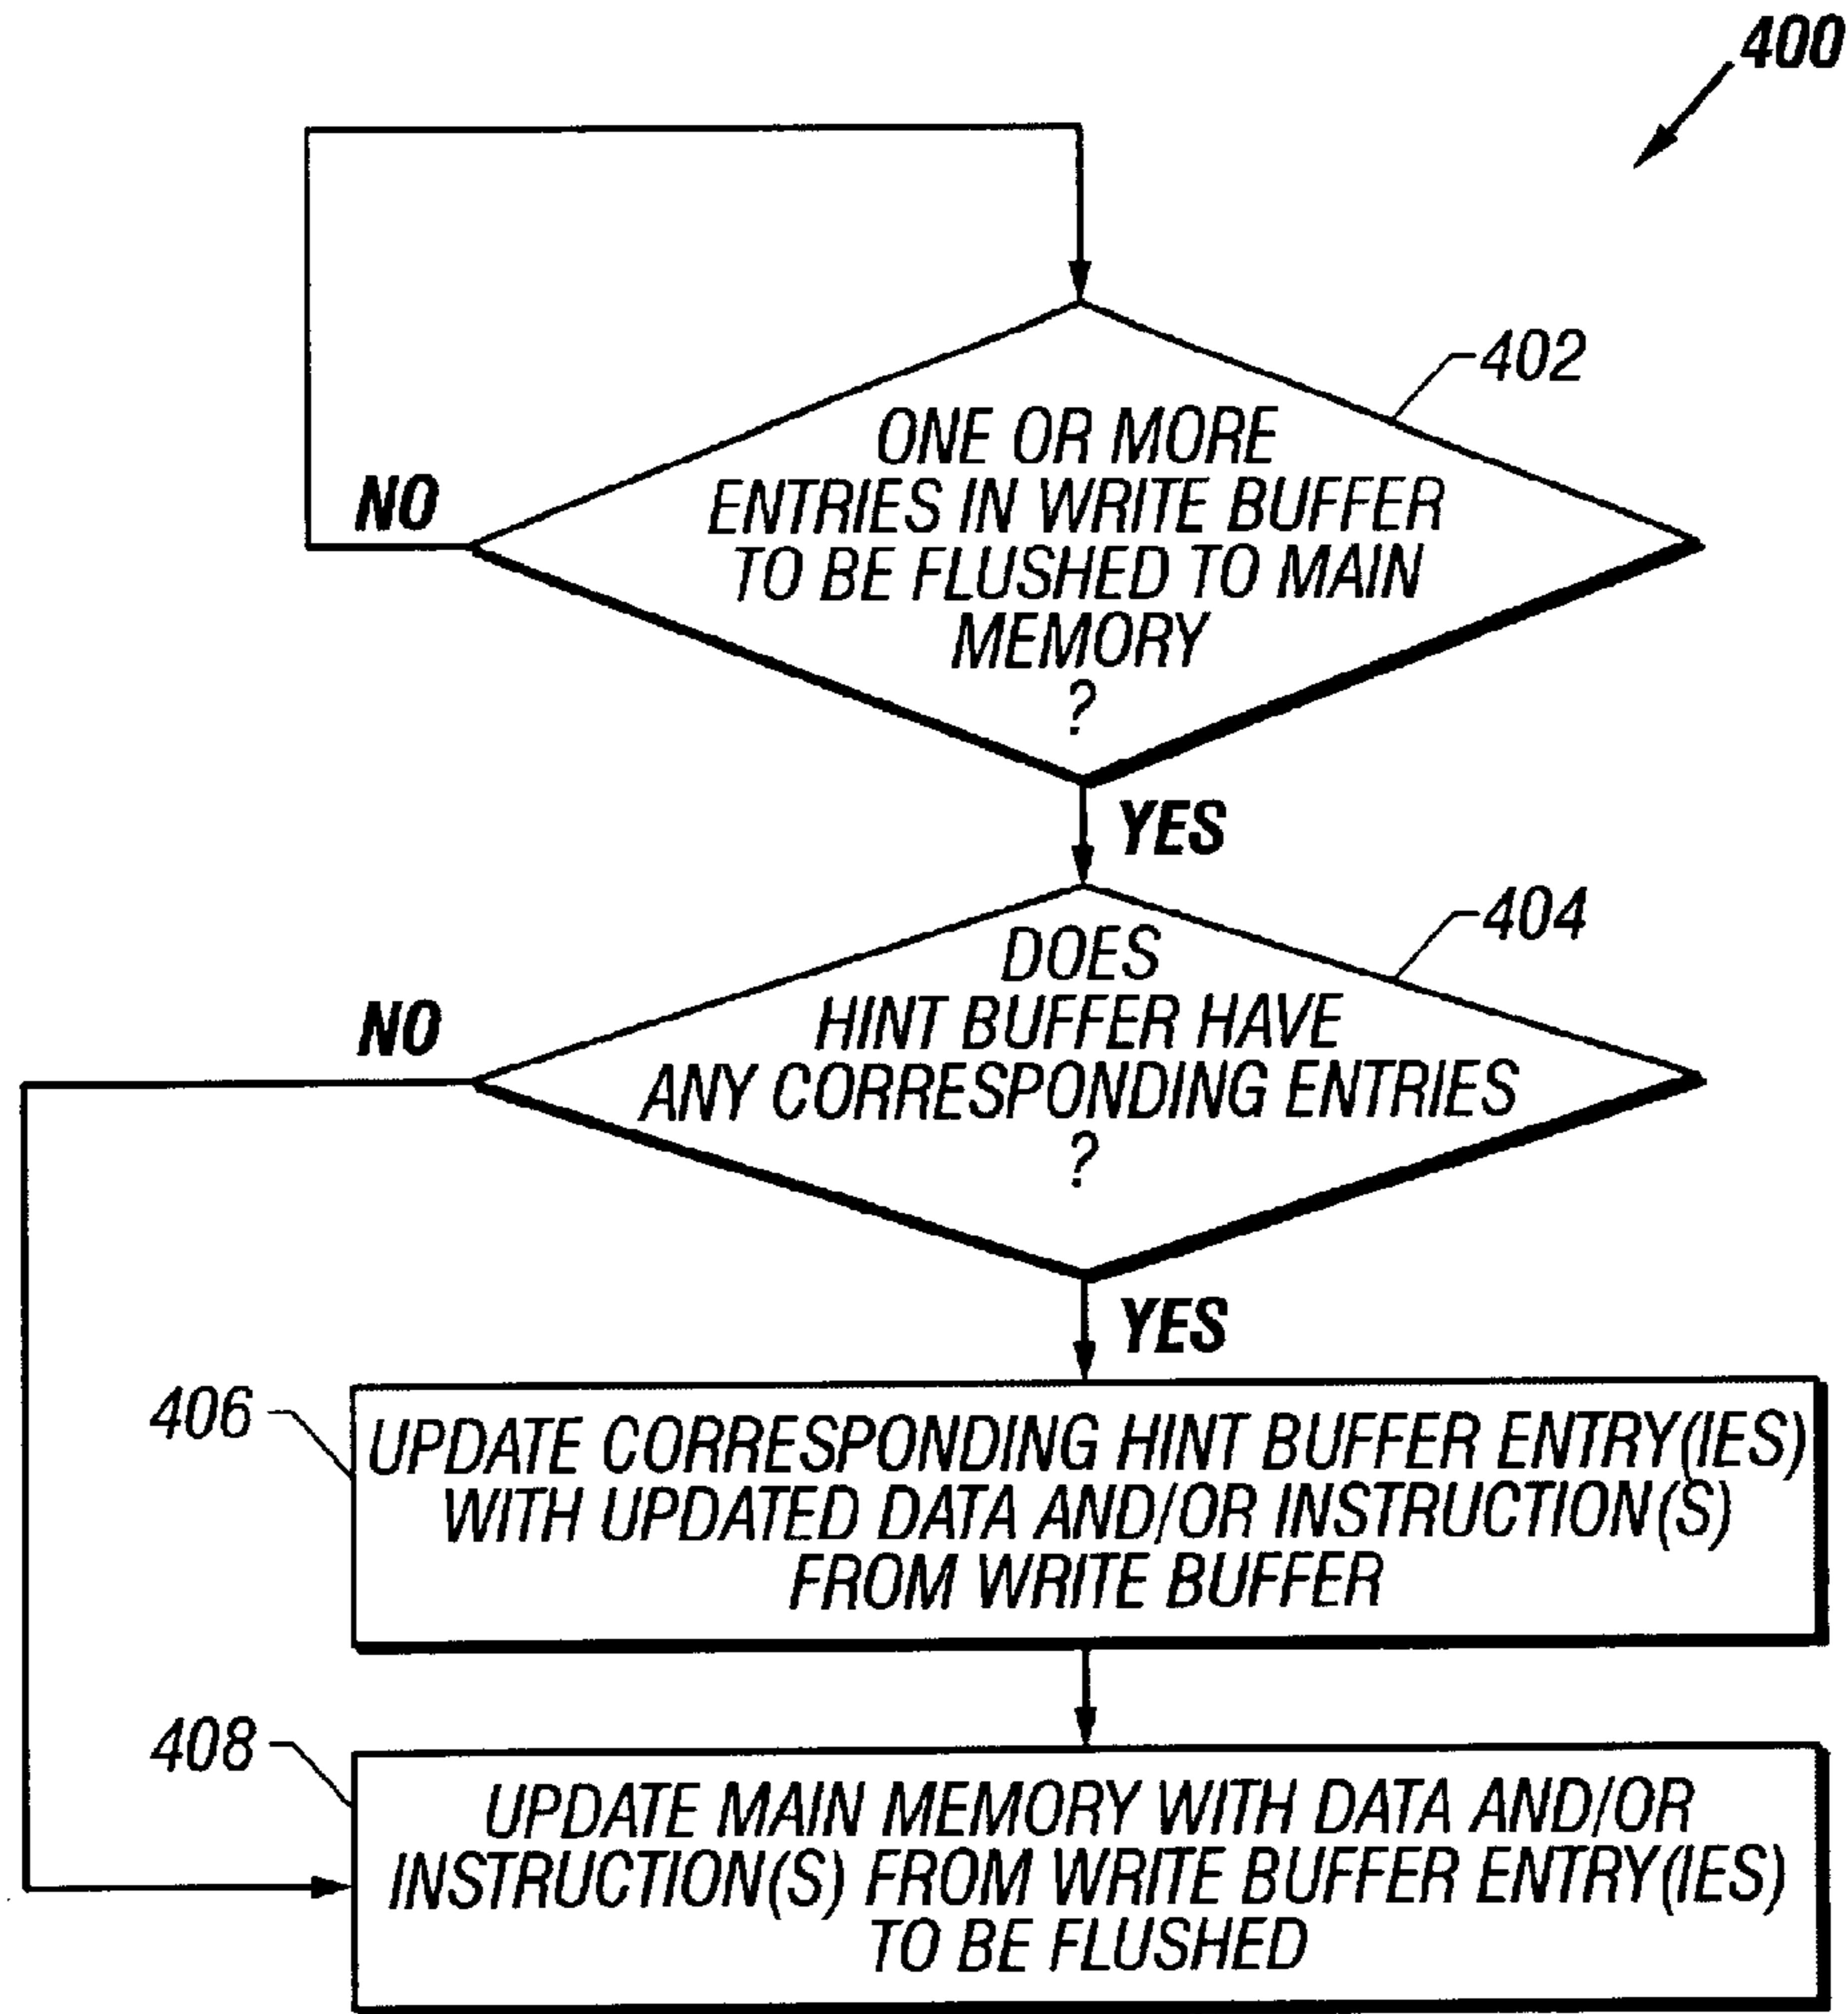 400
402
ONE OR MORE
ENTRIES IN WRITE BUFFER
TO BE FLUSHED TO MAIN
MEMORY
?
NO
YES
404
DOES
HINT BUFFER HAVE
ANY CORRESPONDING ENTRIES
?
NO
YES
406
UPDATE CORRESPONDING HINT BUFFER ENTRY(IES)
WITH UPDATED DATA AND/OR INSTRUCTION(S)
FROM WRITE BUFFER
408
UPDATE MAIN MEMORY WITH DATA AND/OR
INSTRUCTION(S) FROM WRITE BUFFER ENTRY(IES)
TO BE FLUSHED